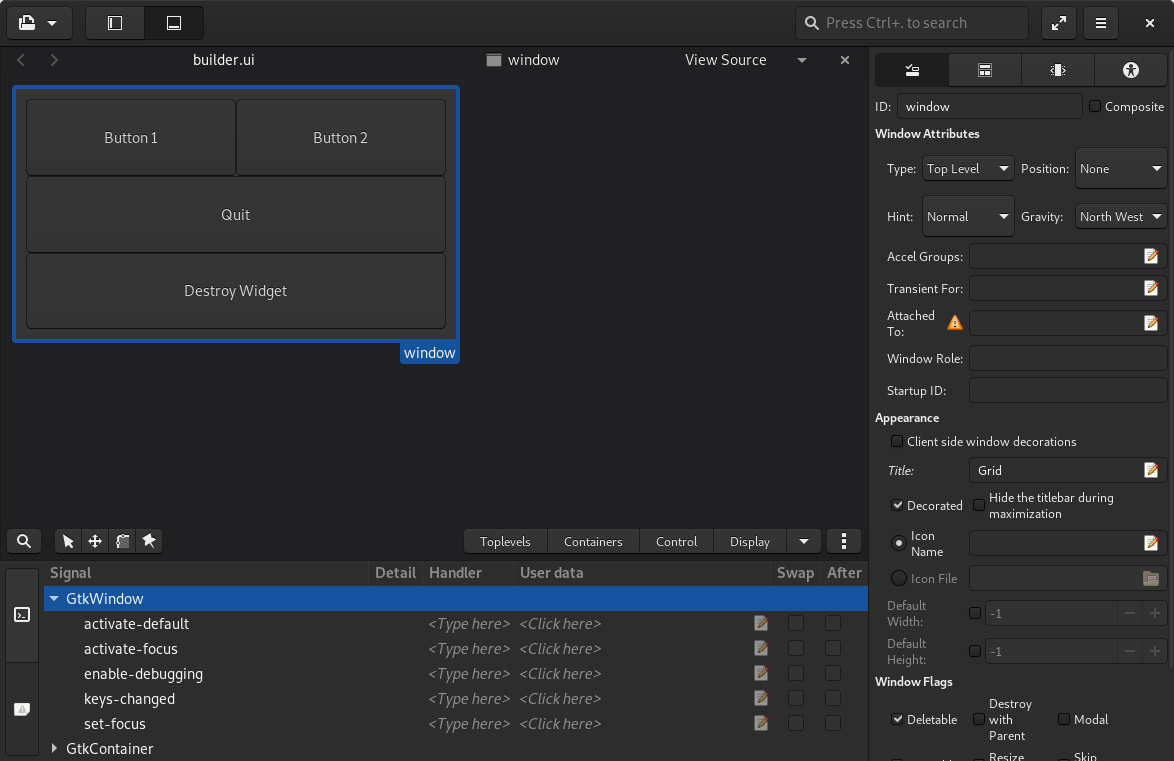 Press Ctrl+. to search
builder.ui
window
View Source
Button 1
Button 2
Quit
Destroy Widget
window
Toplevels
Containers
Control
Display
Signal
Detail
Handler
User data
Swap
After
GtkWindow
activate-default <Type here> <Click here>
activate-focus <Type here> <Click here>
enable-debugging <Type here> <Click here>
keys-changed <Type here> <Click here>
set-focus <Type here> <Click here>
GtkContainer
ID: window Composite
Window Attributes
Type: Top Level Position: None
Hint: Normal Gravity: North West
Accel Groups:
Transient For:
Attached
To:
Window Role:
Startup ID:
Appearance
Client side window decorations
Title: Grid
Decorated
Hide the titlebar during
maximization
Icon
Name
Icon File
Default
Width:
-1
Default
Height:
-1
Window Flags
Deletable
Destroy
with
Parent
Modal
Resize
Skip